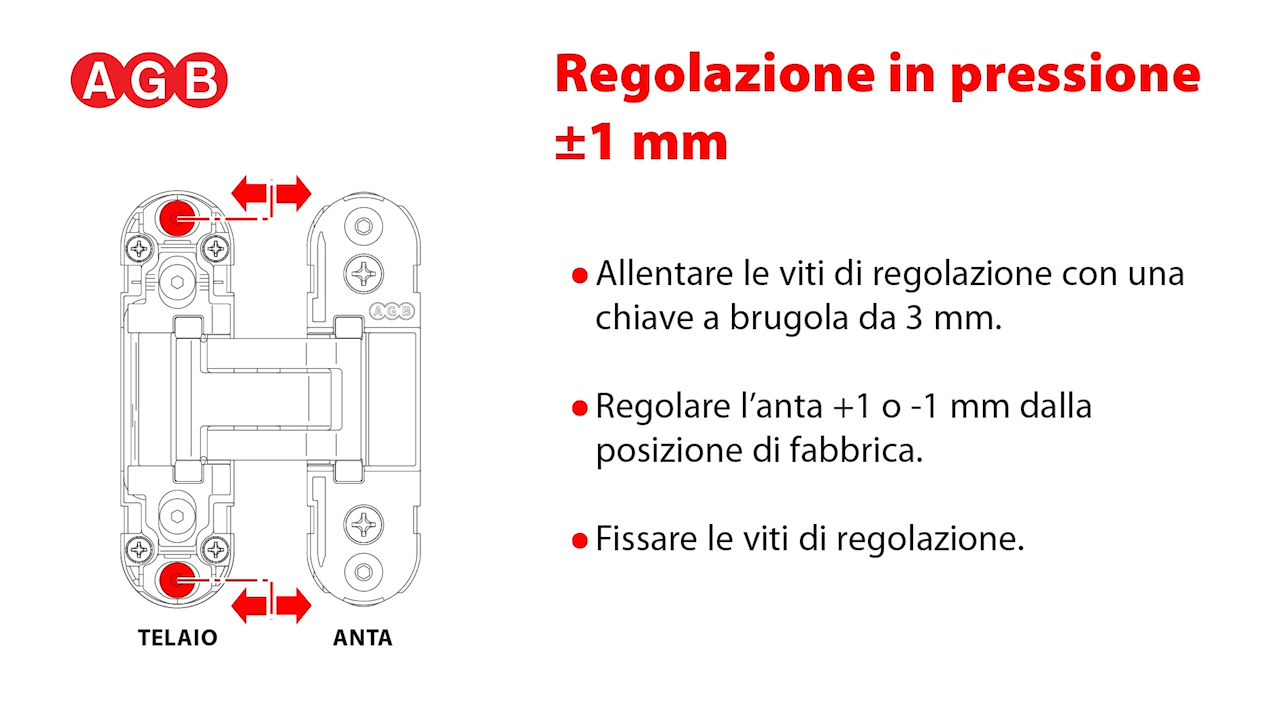 AGB
Regolazione in pressione
±1 mm
AGB
● Allentare le viti di regolazione con una
chiave a brugola da 3 mm.
● Regolare l’anta +1 o -1 mm dalla
posizione di fabbrica.
● Fissare le viti di regolazione.
TELAIO
ANTA